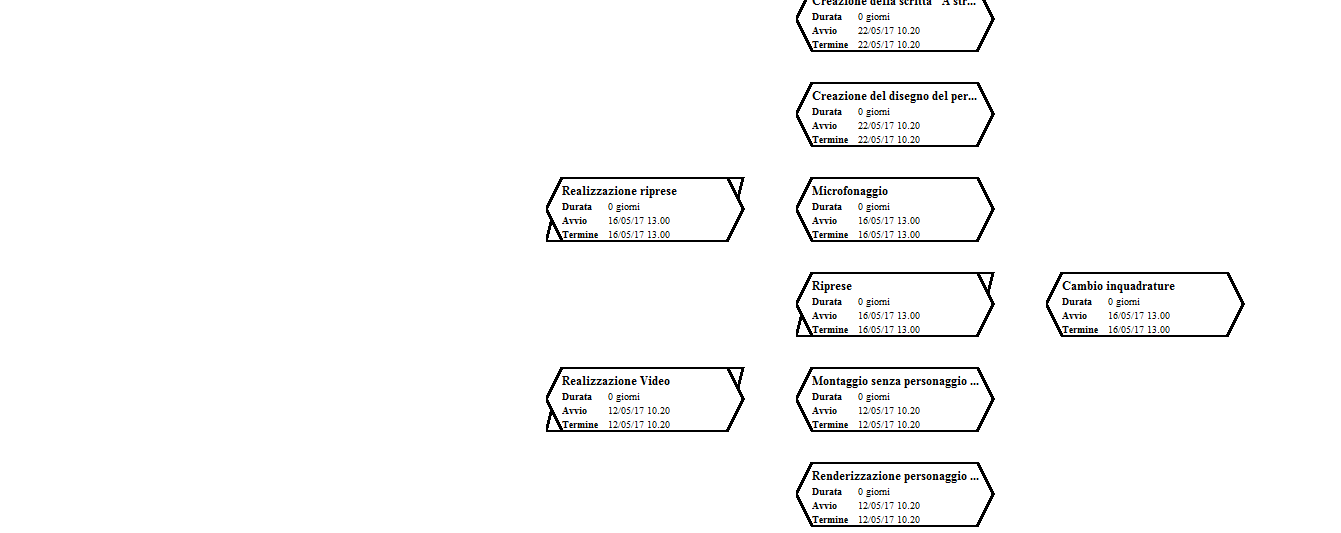 Creazione della scritta "A str...
Durata 0 giorni
Avvio 22/05/17 10.20
Termine 22/05/17 10.20
Creazione del disegno del per...
Durata 0 giorni
Avvio 22/05/17 10.20
Termine 22/05/17 10.20
Realizzazione riprese
Durata 0 giorni
Avvio 16/05/17 13.00
Termine 16/05/17 13.00
Microfonaggio
Durata 0 giorni
Avvio 16/05/17 13.00
Termine 16/05/17 13.00
Riprese
Durata 0 giorni
Avvio 16/05/17 13.00
Termine 16/05/17 13.00
Cambio inquadrature
Durata 0 giorni
Avvio 16/05/17 13.00
Termine 16/05/17 13.00
Realizzazione Video
Durata 0 giorni
Avvio 12/05/17 10.20
Termine 12/05/17 10.20
Montaggio senza personaggio ...
Durata 0 giorni
Avvio 12/05/17 10.20
Termine 12/05/17 10.20
Renderizzazione personaggio ...
Durata 0 giorni
Avvio 12/05/17 10.20
Termine 12/05/17 10.20